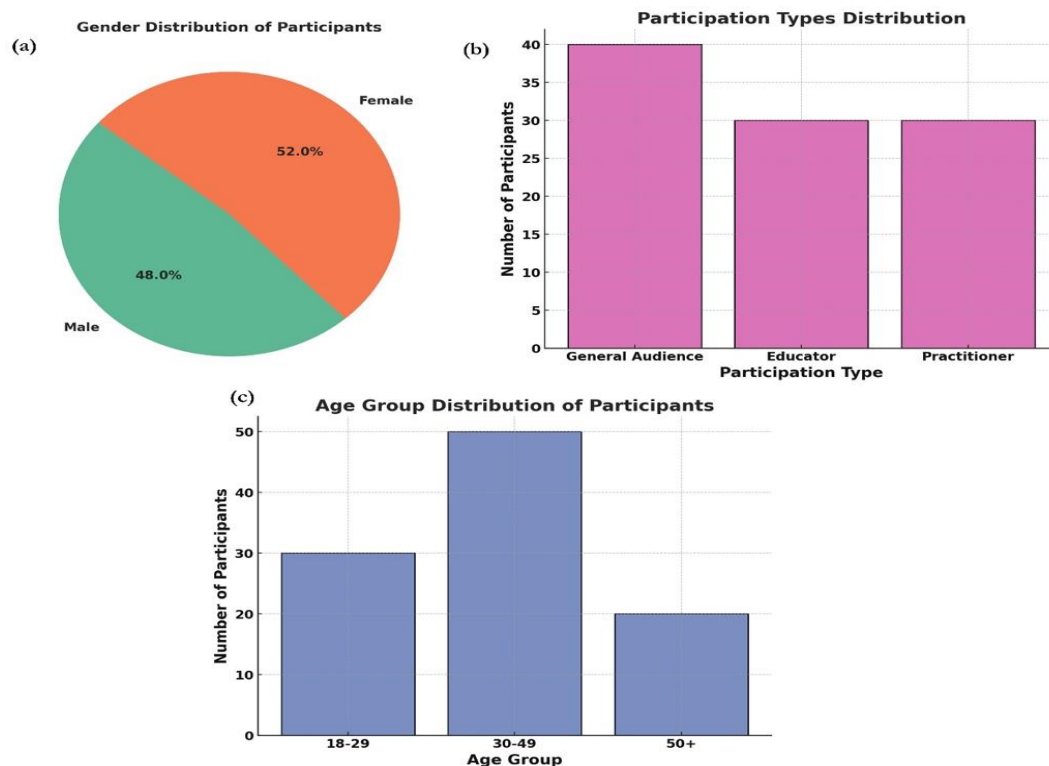 (a)
Gender Distribution of Participants
Female
52.0%
48.0%
Male
(b)
Participation Types Distribution
Number of Participants
40
35
30
25
20
15
10
5
0
General Audience Educator Practitioner
Participation Type
(c)
Age Group Distribution of Participants
Number of Participants
50
40
30
20
10
0
18-29 30-49 50+
Age Group